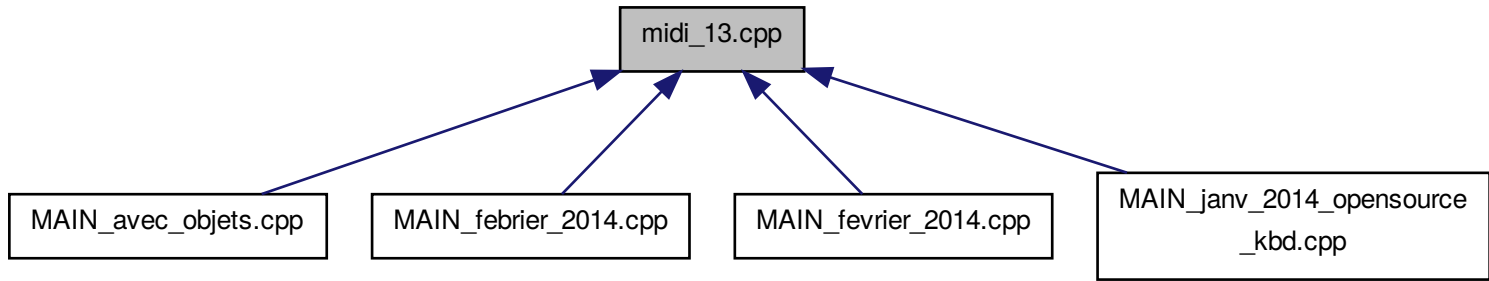 midi_13.cpp
MAIN_avec_objets.cpp
MAIN_febrier_2014.cpp
MAIN_fevrier_2014.cpp
MAIN_janv_2014_opensource
_kbd.cpp